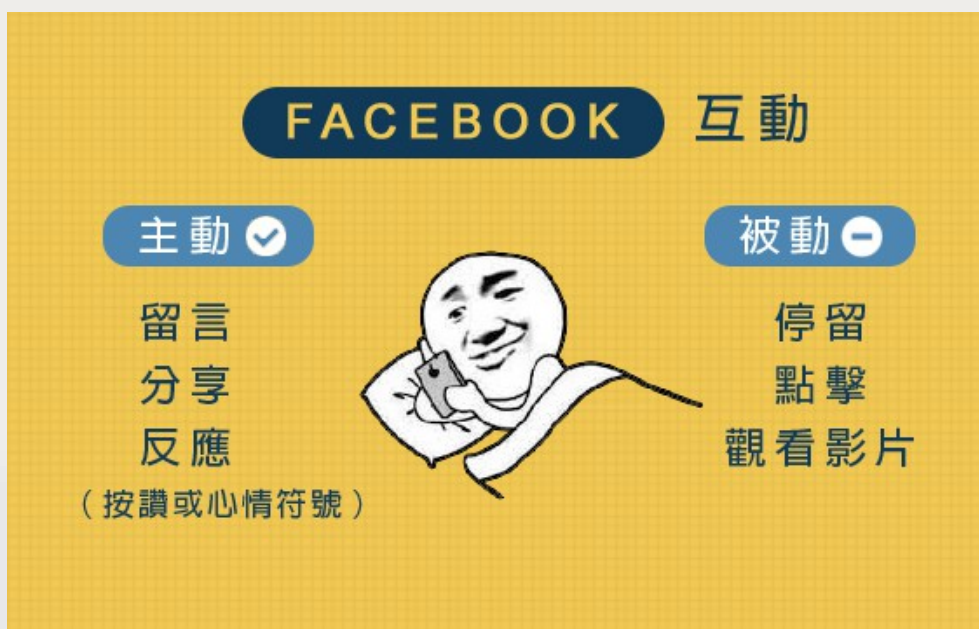 FACEBOOK 互動
主動
留言
分享
反應
(按讚或心情符號)
被動
停留
點擊
觀看影片